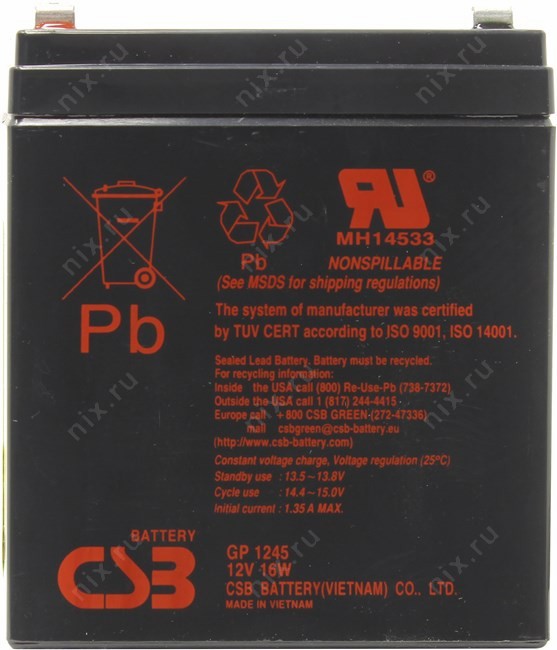 Pb
Pb
RU ®
MH14533
NONSPILLABLE
(See MSDS for shipping regulations)
The system of manufacturer was certified
by TUV CERT according to ISO 9001, ISO 14001.
Sealed Lead Battery. Battery must be recycled.
For recycling information:
Inside the USA call (800) Re-Use-Pb (738-7372)
Outside the USA call 1 (817) 244-4415
Europe call : + 800 CSB GREEN-(272-47336)
mail : csbgreen@csb-battery.eu
(http://www.csb-battery.com)
Constant voltage charge, Voltage regulation (25°C)
Standby use : 13.5~13.8V
Cycle use : 14.4~15.0V
Initial current : 1.35 A MAX.
BATTERY
CSB
GP 1245
12V 16W
CSB BATTERY(VIETNAM) CO., LTD.
MADE IN VIETNAM
nix.ru